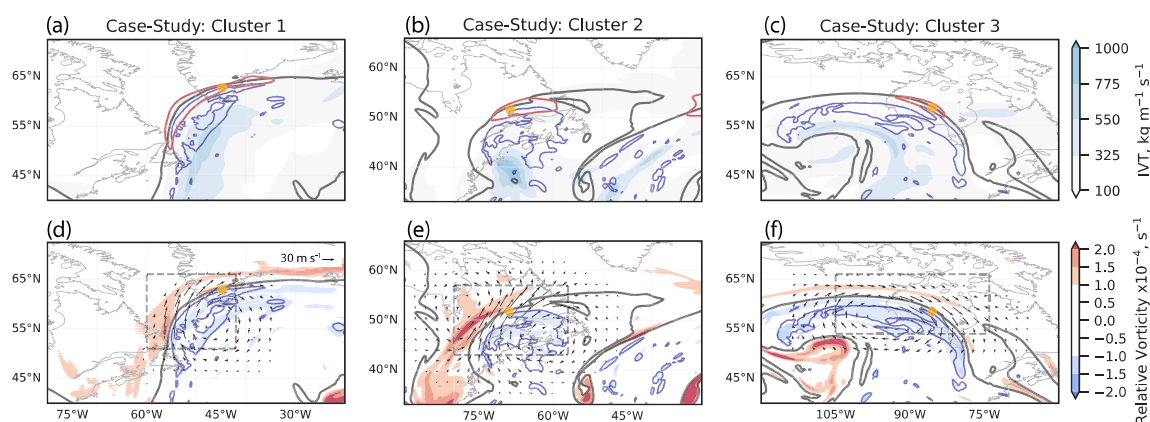 (a) Case-Study: Cluster 1
(b) Case-Study: Cluster 2
(c) Case-Study: Cluster 3
65°N
55°N
45°N
60°N
50°N
40°N
65°N
55°N
45°N
1000
775
550
325
100
IVT, kg m⁻¹ s⁻¹
(d)
(e)
(f)
30 m s⁻¹
65°N
55°N
45°N
60°N
50°N
40°N
65°N
55°N
45°N
75°W 60°W 45°W 30°W
75°W 60°W 45°W
105°W 90°W 75°W
2.0
1.5
1.0
0.5
0.0
−0.5
−1.0
−1.5
−2.0
Relative Vorticity x10⁻⁴, s⁻¹